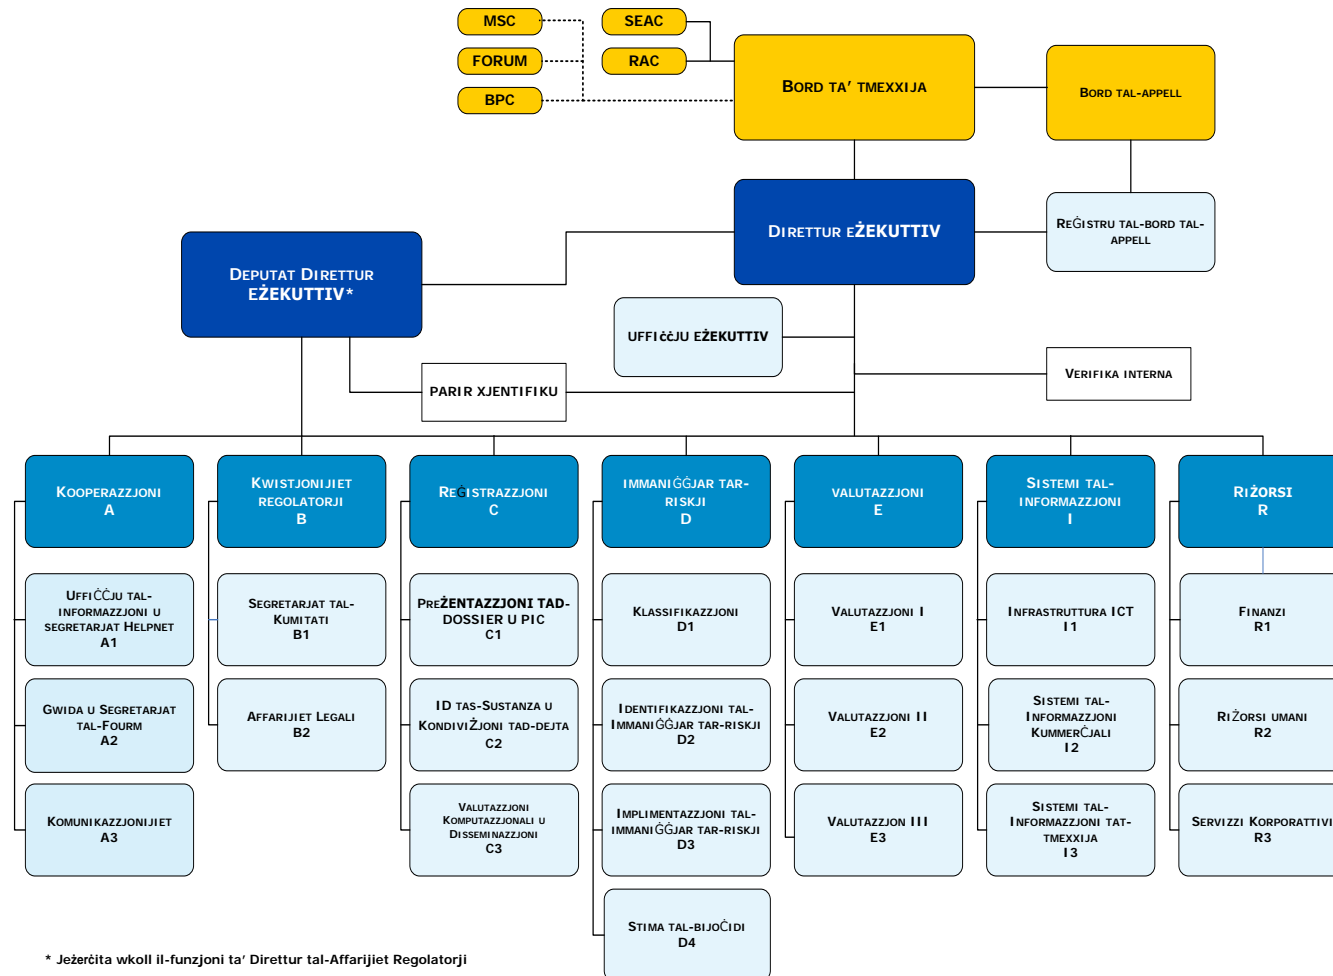 MSC
SEAC
FORUM
RAC
BPC
BORD TA' TMEXXIJA
BORD TAL-APPELL
DIRETTUR EŻEKUTTIV
REĠISTRU TAL-BORD TAL-
APPELL
DEPUTAT DIRETTUR
EŻEKUTTIV*
UFFIċċJU EŻEKUTTIV
PARIR XJENTIFIKU
VERIFIKA INTERNA
KOOPERAZZJONI
A
KWISTJONIJIET
REGOLATORJI
B
REĠISTRAZZJONI
C
IMMANIĠĠJAR TAR-
RISKJI
D
VALUTAZZJONI
E
SISTEMI TAL-
INFORMAZZJONI
I
RIŻORSI
R
UFFIĊĊJU TAL-
INFORMAZZJONI U
SEGRETARJAT HELPNET
A1
SEGRETARJAT TAL-
KUMITATI
B1
PREŻENTAZZJONI TAD-
DOSSIER U PIC
C1
KLASSIFIKAZZJONI
D1
VALUTAZZJONI I
E1
INFRASTRUTTURA ICT
I1
FINANZI
R1
GWIDA U SEGRETARJAT
TAL-FOURM
A2
AFFARIJIET LEGALI
B2
ID TAS-SUSTANZA U
KONDIVIŻJONI TAD-DEJTA
C2
IDENTIFIKAZZJONI TAL-
IMMANIĠĠJAR TAR-RISKJI
D2
VALUTAZZJONI II
E2
SISTEMI TAL-
INFORMAZZJONI
KUMMERĊJALI
I2
RIŻORSI UMANI
R2
KOMUNIKAZZJONIJIET
A3
VALUTAZZJONI
KOMPUTAZZJONALI U
DISSEMINAZZJONI
C3
IMPLIMENTAZZJONI TAL-
IMMANIĠĠJAR TAR-RISKJI
D3
VALUTAZZJON III
E3
SISTEMI TAL-
INFORMAZZJONI TAT-
TMEXXIJA
I3
SERVIZZI KORPORATTIVI
R3
STIMA TAL-BIJOĊIDI
D4
* Jeżerċita wkoll il-funzjoni ta' Direttur tal-Affarijiet Regolatorji